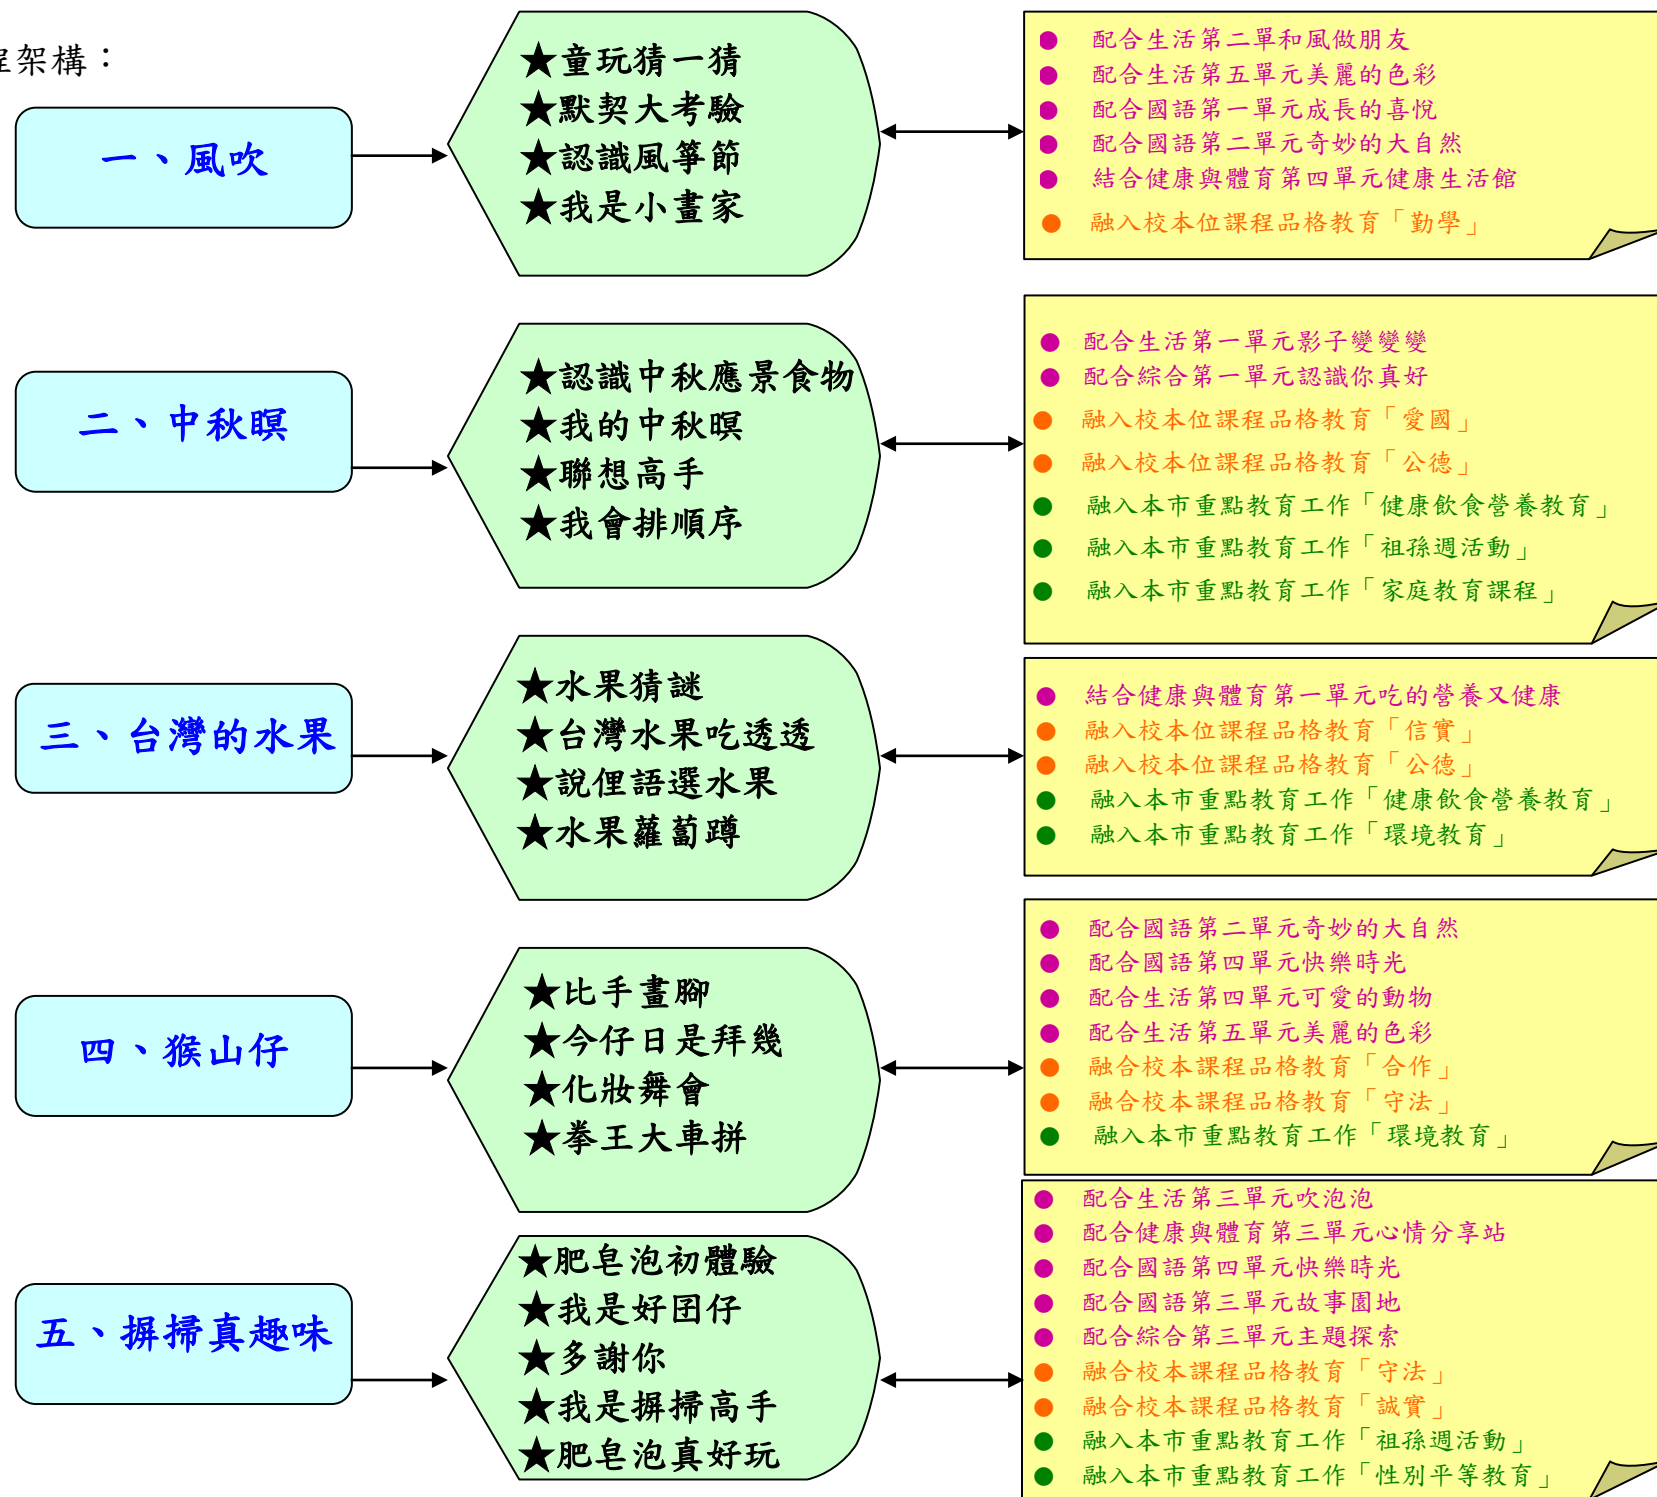 程架構：
一、風吹
★童玩猜一猜
★默契大考驗
★認識風箏節
★我是小畫家
● 配合生活第二單和風做朋友
● 配合生活第五單元美麗的色彩
● 配合國語第一單元成長的喜悅
● 配合國語第二單元奇妙的大自然
● 結合健康與體育第四單元健康生活館
● 融入校本位課程品格教育「勤學」
二、中秋暝
★認識中秋應景食物
★我的中秋暝
★聯想高手
★我會排順序
● 配合生活第一單元影子變變變
● 配合綜合第一單元認識你真好
● 融入校本位課程品格教育「愛國」
● 融入校本位課程品格教育「公德」
● 融入本市重點教育工作「健康飲食營養教育」
● 融入本市重點教育工作「祖孫週活動」
● 融入本市重點教育工作「家庭教育課程」
三、台灣的水果
★水果猜謎
★台灣水果吃透透
★說俚語選水果
★水果蘿蔔蹲
● 結合健康與體育第一單元吃的營養又健康
● 融入校本位課程品格教育「信實」
● 融入校本位課程品格教育「公德」
● 融入本市重點教育工作「健康飲食營養教育」
● 融入本市重點教育工作「環境教育」
四、猴山仔
★比手畫腳
★今仔日是拜幾
★化妝舞會
★拳王大車拼
● 配合國語第二單元奇妙的大自然
● 配合國語第四單元快樂時光
● 配合生活第四單元可愛的動物
● 配合生活第五單元美麗的色彩
● 融合校本課程品格教育「合作」
● 融合校本課程品格教育「守法」
● 融入本市重點教育工作「環境教育」
五、摒掃真趣味
★肥皂泡初體驗
★我是好囝仔
★多謝你
★我是摒掃高手
★肥皂泡真好玩
● 配合生活第三單元吹泡泡
● 配合健康與體育第三單元心情分享站
● 配合國語第四單元快樂時光
● 配合國語第三單元故事園地
● 配合綜合第三單元主題探索
● 融合校本課程品格教育「守法」
● 融合校本課程品格教育「誠實」
● 融入本市重點教育工作「祖孫週活動」
● 融入本市重點教育工作「性別平等教育」